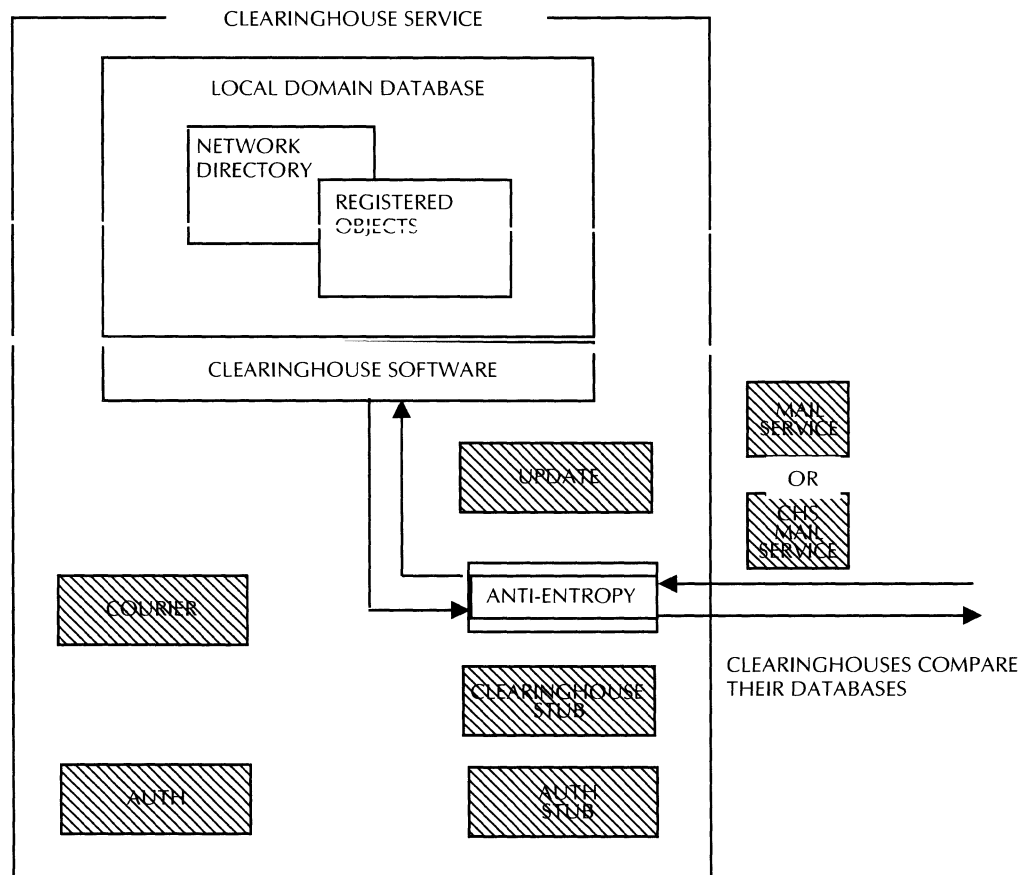 CLEARINGHOUSE SERVICE
LOCAL DOMAIN DATABASE
NETWORK
DIRECTORY
REGISTERED
OBJECTS
CLEARINGHOUSE SOFTWARE
MAIL
SERVICE
UPDATE
OR
CHS
MAIL
SERVICE
ANTI-ENTROPY
COURIER
CLEARINGHOUSES COMPARE
THEIR DATABASES
CLEARINGHOUSE
STUB
AUTH
AUTH
STUB